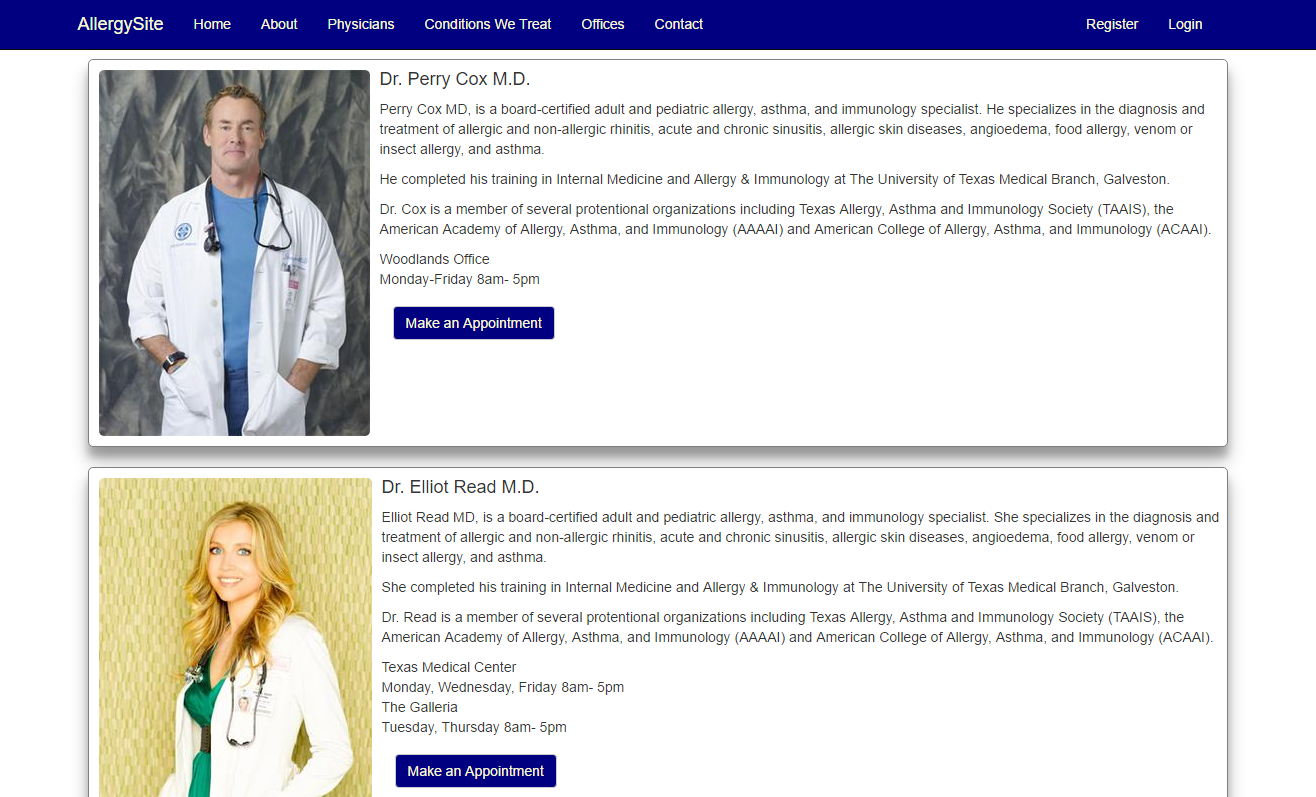 AllergySite Home About Physicians Conditions We Treat Offices Contact Register Login
Dr. Perry Cox M.D.
Perry Cox MD, is a board-certified adult and pediatric allergy, asthma, and immunology specialist. He specializes in the diagnosis and
treatment of allergic and non-allergic rhinitis, acute and chronic sinusitis, allergic skin diseases, angioedema, food allergy, venom or
insect allergy, and asthma.
He completed his training in Internal Medicine and Allergy & Immunology at The University of Texas Medical Branch, Galveston.
Dr. Cox is a member of several protentional organizations including Texas Allergy, Asthma and Immunology Society (TAAIS), the
American Academy of Allergy, Asthma, and Immunology (AAAAI) and American College of Allergy, Asthma, and Immunology (ACAAI).
Woodlands Office
Monday-Friday 8am- 5pm
Make an Appointment
Dr. Elliot Read M.D.
Elliot Read MD, is a board-certified adult and pediatric allergy, asthma, and immunology specialist. She specializes in the diagnosis and
treatment of allergic and non-allergic rhinitis, acute and chronic sinusitis, allergic skin diseases, angioedema, food allergy, venom or
insect allergy, and asthma.
She completed his training in Internal Medicine and Allergy & Immunology at The University of Texas Medical Branch, Galveston.
Dr. Read is a member of several protentional organizations including Texas Allergy, Asthma and Immunology Society (TAAIS), the
American Academy of Allergy, Asthma, and Immunology (AAAAI) and American College of Allergy, Asthma, and Immunology (ACAAI).
Texas Medical Center
Monday, Wednesday, Friday 8am- 5pm
The Galleria
Tuesday, Thursday 8am- 5pm
Make an Appointment